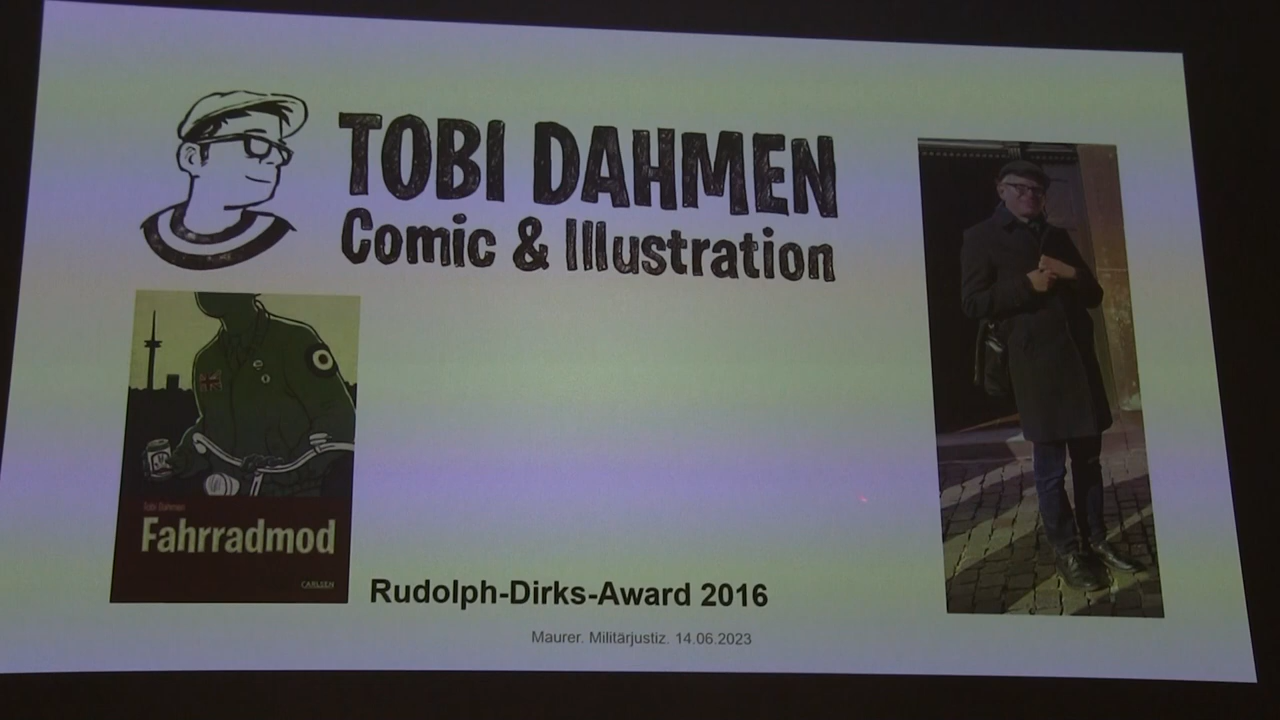 TOBI DAHMEN
Comic & Illustration
Tobi Dahmen
Fahrradmod
CARLSEN
Rudolph-Dirks-Award 2016
Maurer. Militärjustiz. 14.06.2023